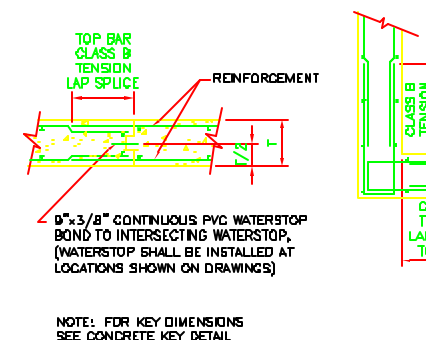 TOP BAR
CLASS B
TENSION
LAP SPLICE
REINFORCEMENT
T/2
T
9"x3/8" CONTINUOUS PVC WATERSTOP
BOND TO INTERSECTING WATERSTOP.
(WATERSTOP SHALL BE INSTALLED AT
LOCATIONS SHOWN ON DRAWINGS)
NOTE: FOR KEY DIMENSIONS
SEE CONCRETE KEY DETAIL
CLASS B
TENSION